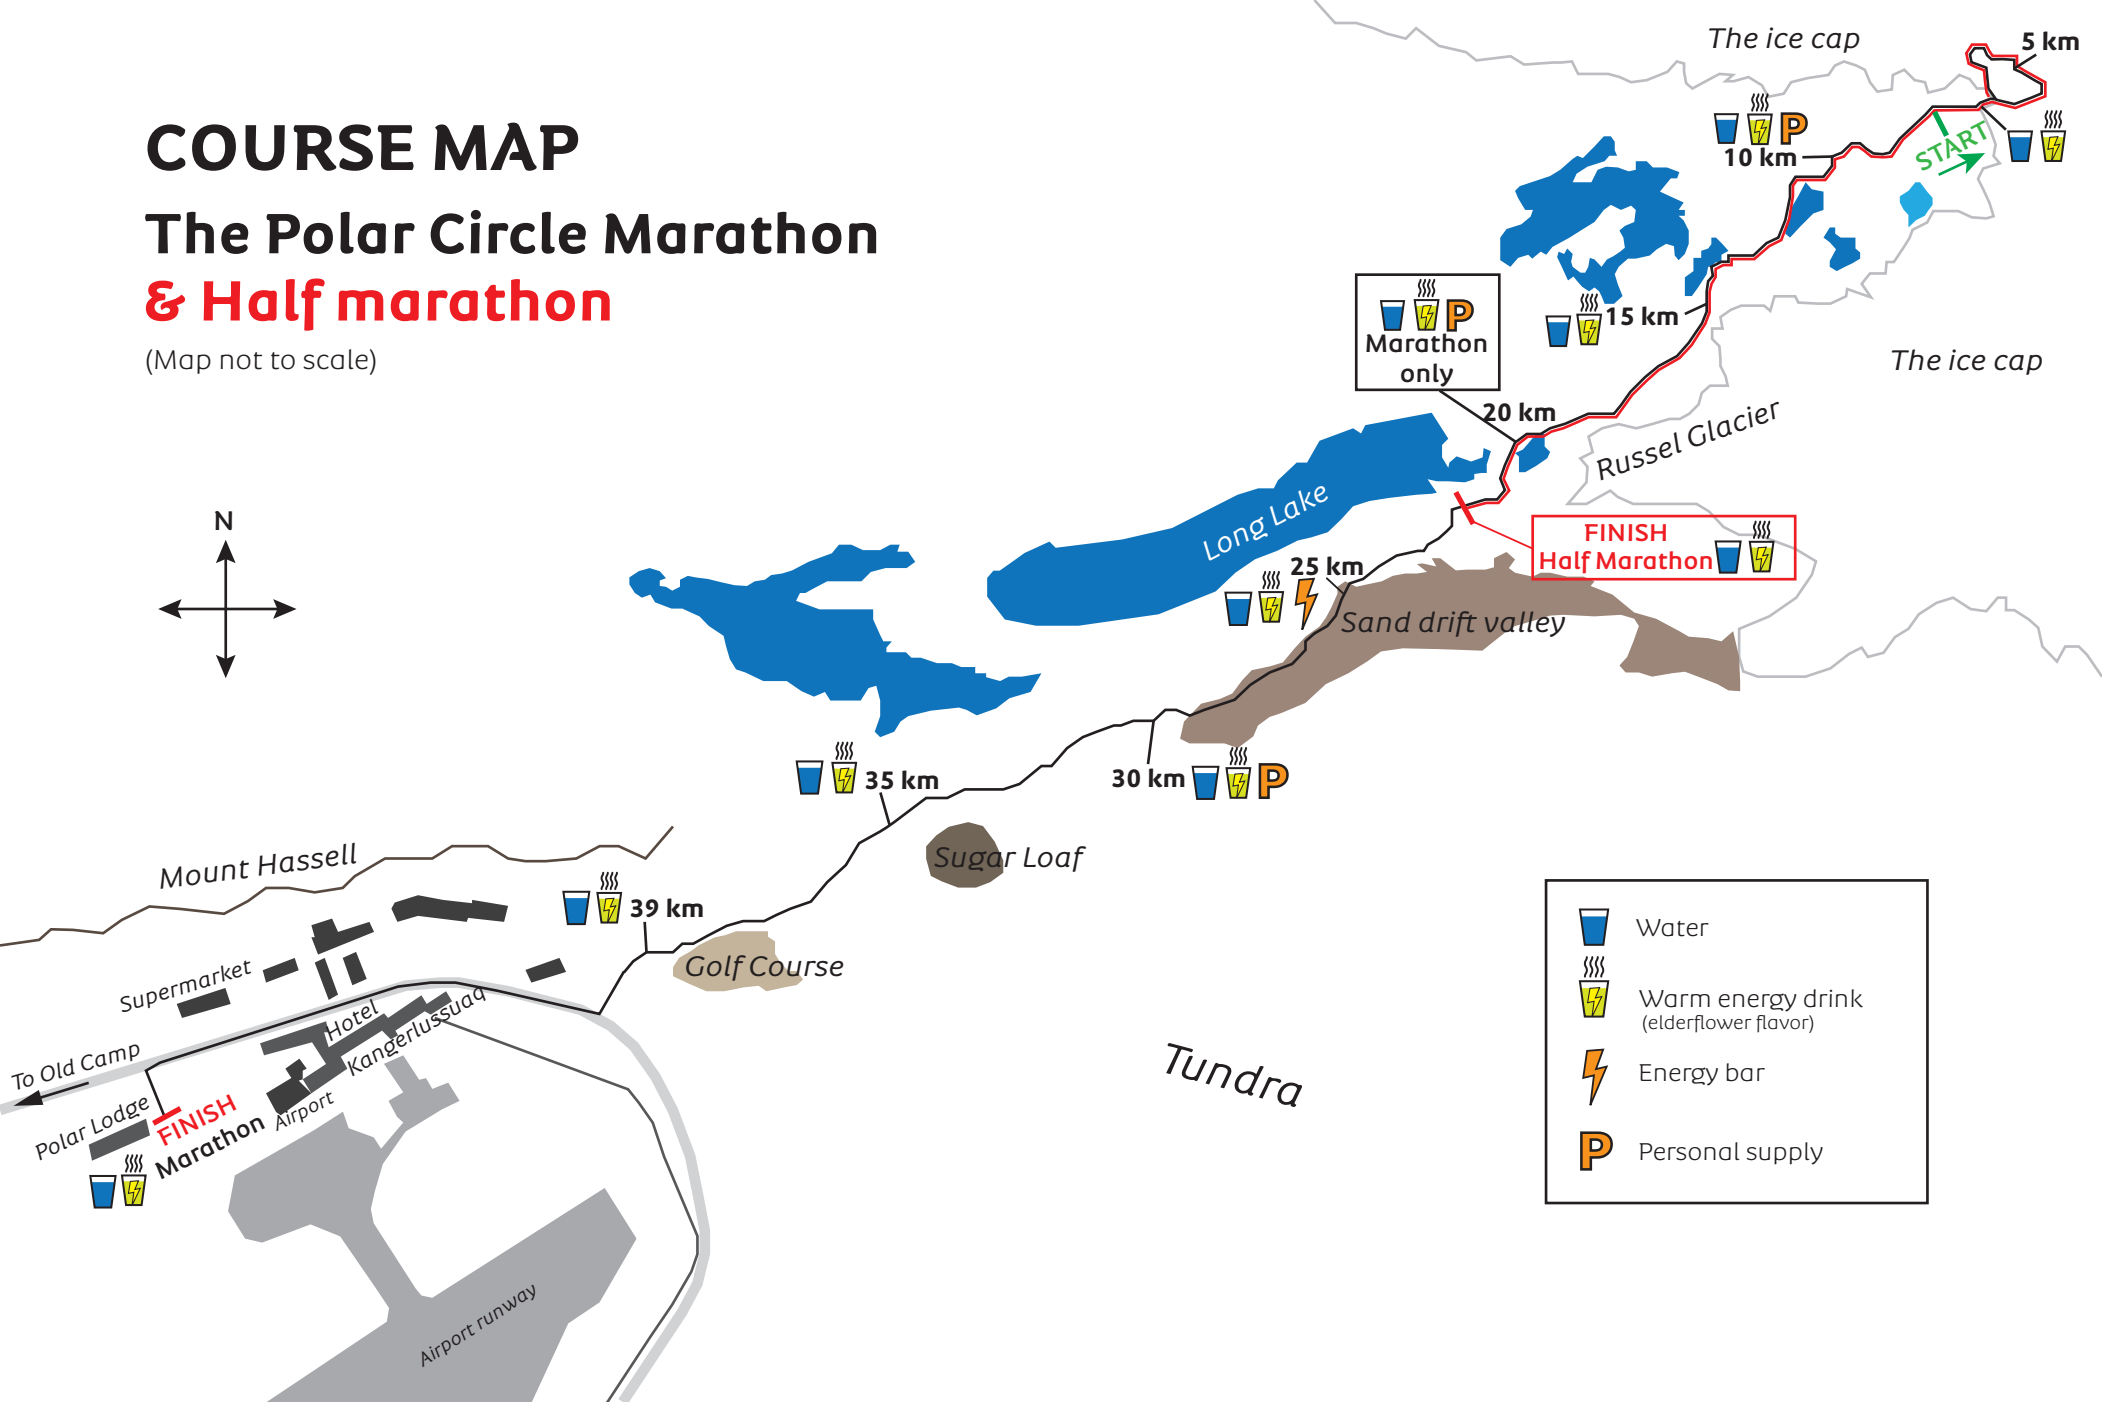 COURSE MAP
The Polar Circle Marathon
& Half marathon
(Map not to scale)
The ice cap
5 km
P
10 km
START
15 km
P
Marathon
only
The ice cap
20 km
Russel Glacier
Long Lake
N
FINISH
Half Marathon
25 km
Sand drift valley
30 km
P
35 km
Sugar Loaf
Mount Hassell
39 km
Golf Course
Supermarket
Hotel
Kangerlussuaq
To Old Camp
Polar Lodge
FINISH
Marathon
Airport
Airport runway
Tundra
Water
Warm energy drink
(elderflower flavor)
Energy bar
P
Personal supply